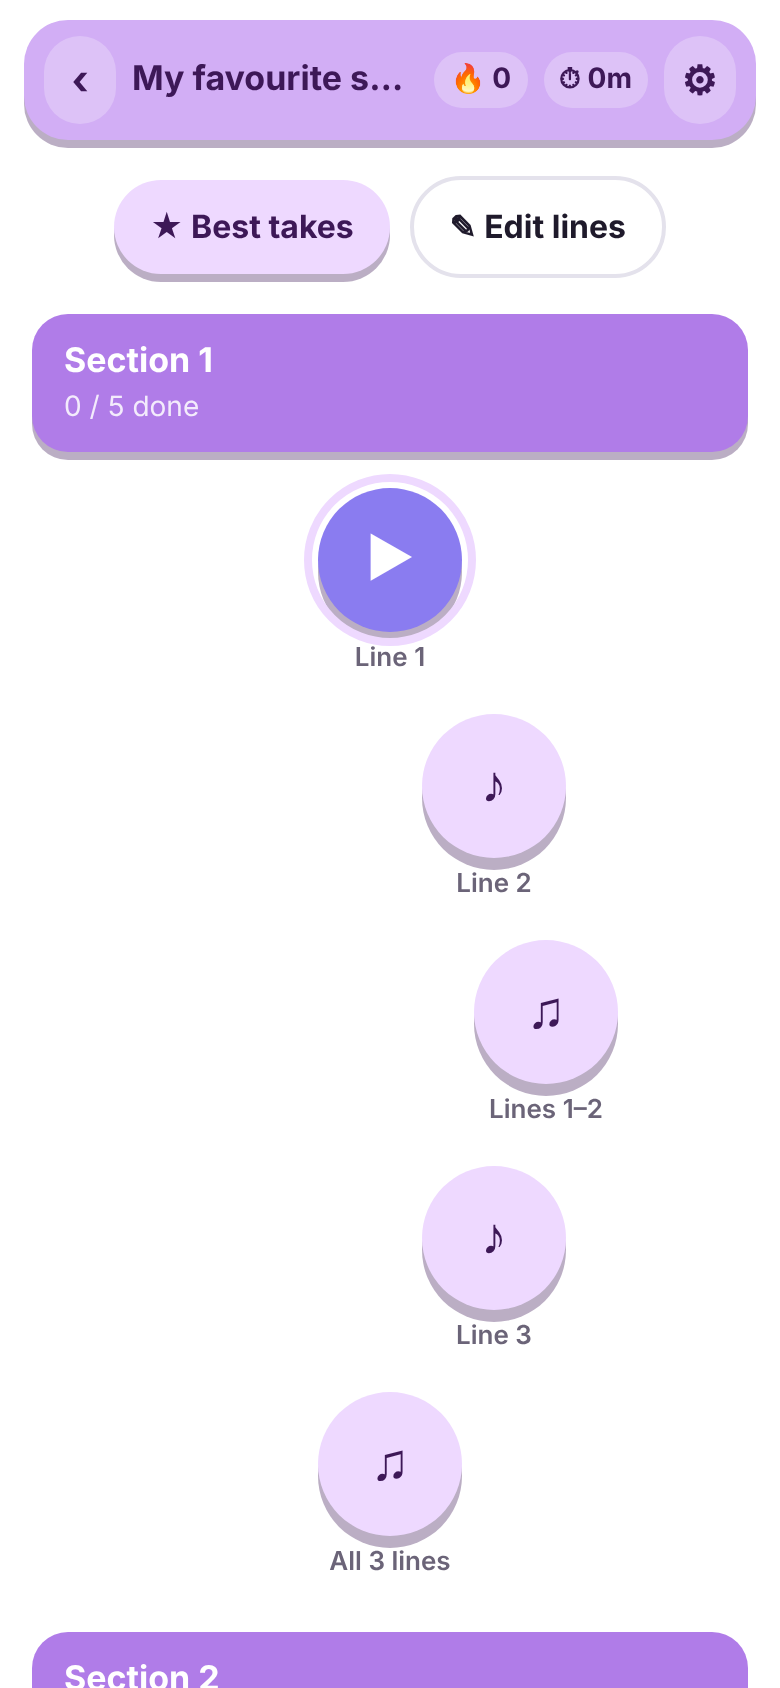 ‹ My favourite s... 🔥 0 ⏱ 0m ⚙
★ Best takes ✎ Edit lines
Section 1
0 / 5 done
Line 1
♪
Line 2
♫
Lines 1–2
♪
Line 3
♫
All 3 lines
Section 2